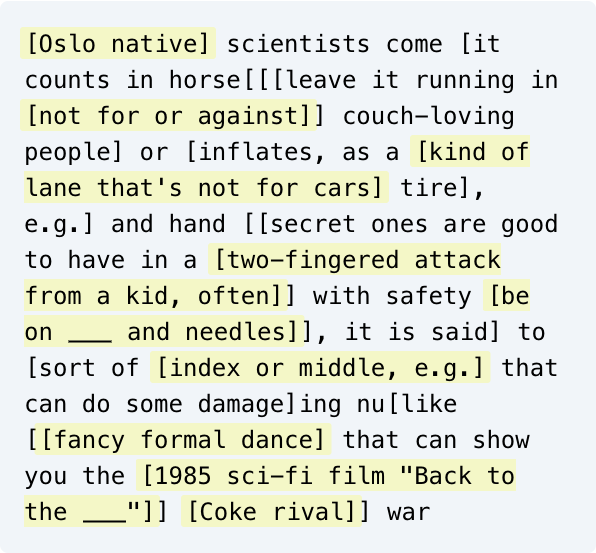 [Oslo native] scientists come [it
counts in horse[[[leave it running in
[not for or against]] couch-loving
people] or [inflates, as a [kind of
lane that's not for cars] tire],
e.g.] and hand [[secret ones are good
to have in a [two-fingered attack
from a kid, often]] with safety [be
on ___ and needles]], it is said] to
[sort of [index or middle, e.g.] that
can do some damage]ing nu[like
[[fancy formal dance] that can show
you the [1985 sci-fi film "Back to
the ___"]] [Coke rival]] war